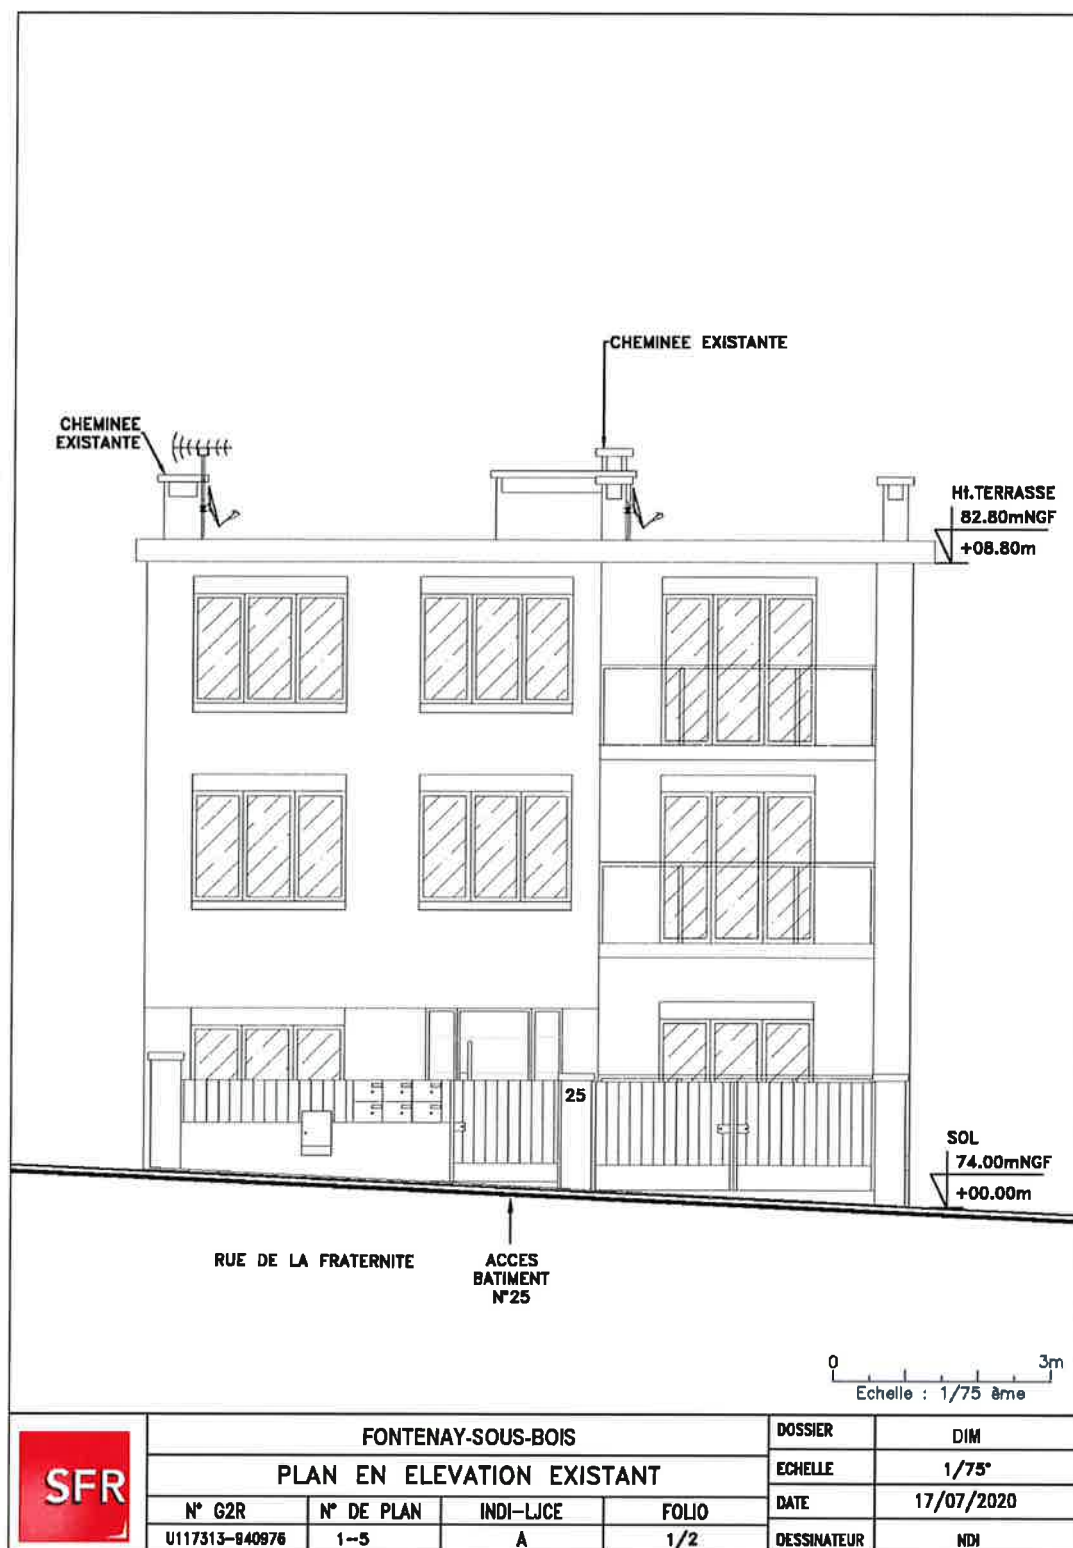 CHEMINEE EXISTANTE
CHEMINEE
EXISTANTE
Ht.TERRASSE
82.80mNGF
+08.80m
25
SOL
74.00mNGF
+00.00m
RUE DE LA FRATERNITE
ACCES
BATIMENT
N°25
0 3m
Echelle : 1/75 ème
SFR
FONTENAY-SOUS-BOIS
PLAN EN ELEVATION EXISTANT
N° G2R N° DE PLAN INDI-LJCE FOLIO
U117313-940976 1-5 A 1/2
DOSSIER DIM
ECHELLE 1/75°
DATE 17/07/2020
DESSINATEUR NDI